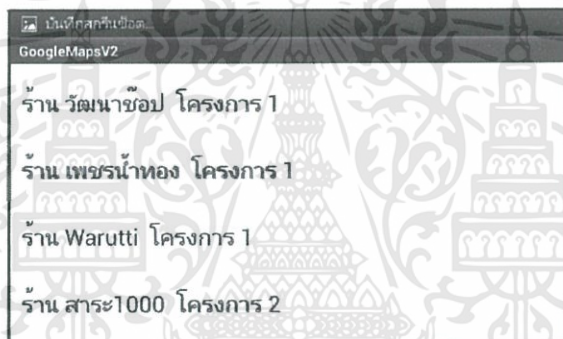 บันทึกสกรีนช็อต...
GoogleMapsV2
ร้าน วัฒนาช๊อป โครงการ 1
ร้าน เพชรน้ำทอง โครงการ 1
ร้าน Warutti โครงการ 1
ร้าน สาระ1000 โครงการ 2